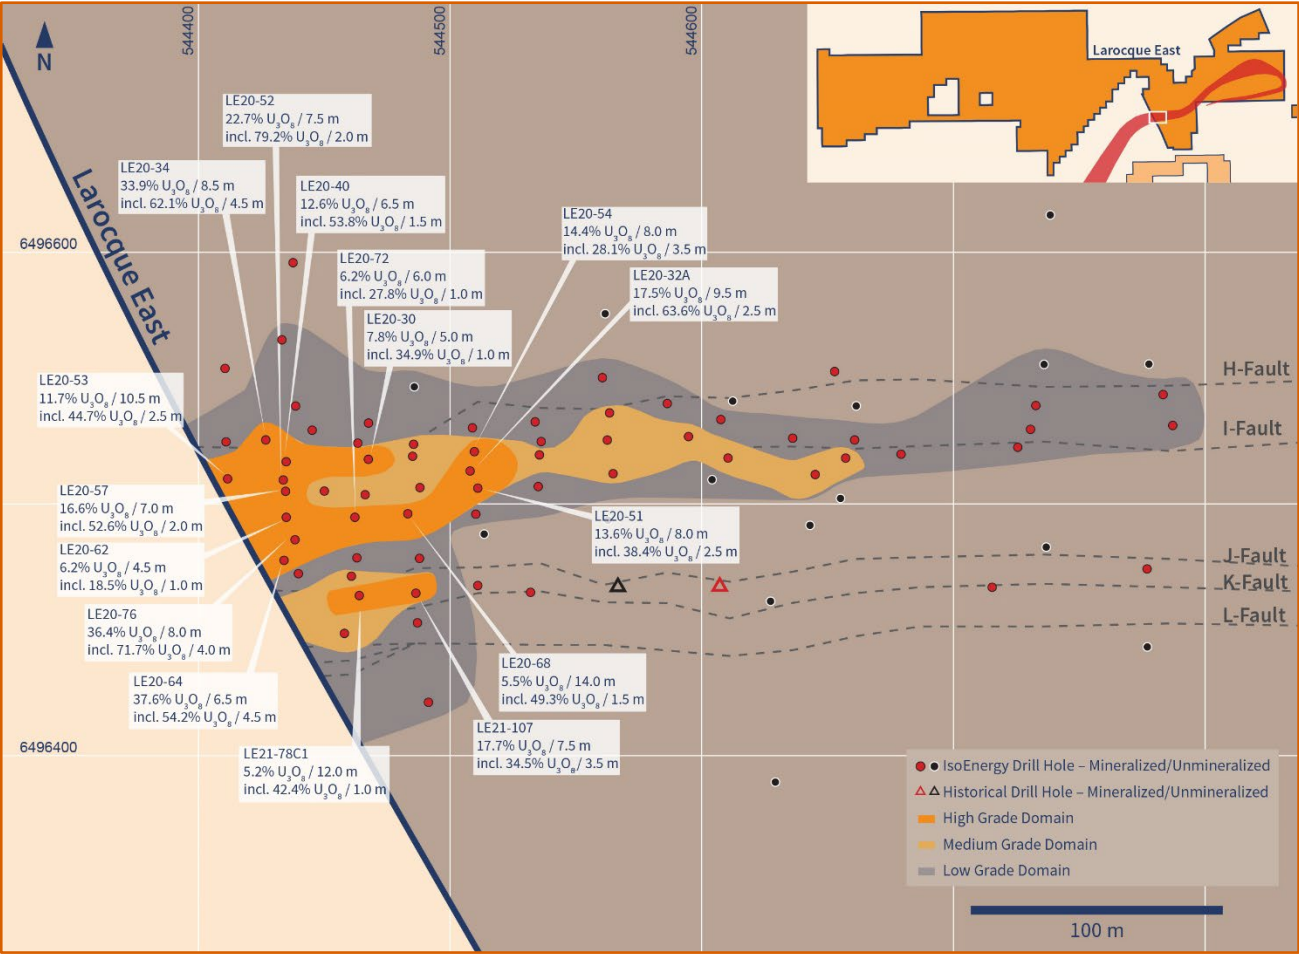 544400
544500
544600
N
Larocque East
LE20-52
22.7% U₃O₈ / 7.5 m
incl. 79.2% U₃O₈ / 2.0 m
LE20-34
33.9% U₃O₈ / 8.5 m
incl. 62.1% U₃O₈ / 4.5 m
LE20-40
12.6% U₃O₈ / 6.5 m
incl. 53.8% U₃O₈ / 1.5 m
LE20-54
14.4% U₃O₈ / 8.0 m
incl. 28.1% U₃O₈ / 3.5 m
6496600
Larocque East
LE20-72
6.2% U₃O₈ / 6.0 m
incl. 27.8% U₃O₈ / 1.0 m
LE20-32A
17.5% U₃O₈ / 9.5 m
incl. 63.6% U₃O₈ / 2.5 m
LE20-30
7.8% U₃O₈ / 5.0 m
incl. 34.9% U₃O₈ / 1.0 m
H-Fault
LE20-53
11.7% U₃O₈ / 10.5 m
incl. 44.7% U₃O₈ / 2.5 m
I-Fault
LE20-57
16.6% U₃O₈ / 7.0 m
incl. 52.6% U₃O₈ / 2.0 m
LE20-51
13.6% U₃O₈ / 8.0 m
incl. 38.4% U₃O₈ / 2.5 m
LE20-62
6.2% U₃O₈ / 4.5 m
incl. 18.5% U₃O₈ / 1.0 m
J-Fault
K-Fault
L-Fault
LE20-76
36.4% U₃O₈ / 8.0 m
incl. 71.7% U₃O₈ / 4.0 m
LE20-68
5.5% U₃O₈ / 14.0 m
incl. 49.3% U₃O₈ / 1.5 m
LE20-64
37.6% U₃O₈ / 6.5 m
incl. 54.2% U₃O₈ / 4.5 m
LE21-107
17.7% U₃O₈ / 7.5 m
incl. 34.5% U₃O₈ / 3.5 m
6496400
LE21-78C1
5.2% U₃O₈ / 12.0 m
incl. 42.4% U₃O₈ / 1.0 m
IsoEnergy Drill Hole – Mineralized/Unmineralized
Historical Drill Hole – Mineralized/Unmineralized
High Grade Domain
Medium Grade Domain
Low Grade Domain
100 m